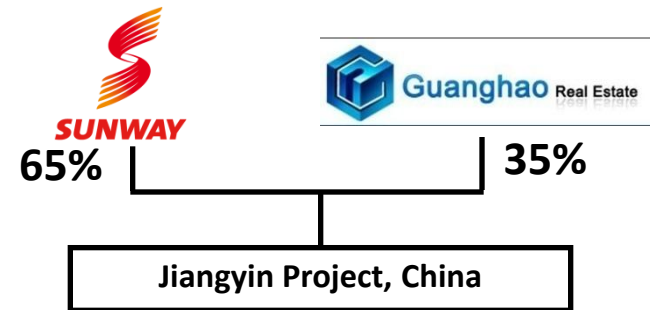 SUNWAY
Guanghao Real Estate
65%
35%
Jiangyin Project, China